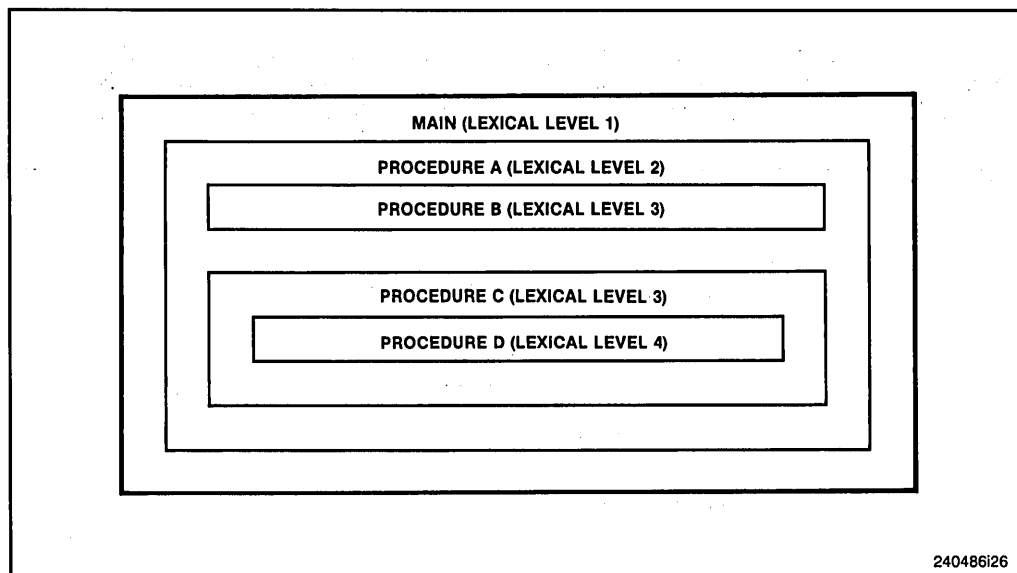 MAIN (LEXICAL LEVEL 1)
PROCEDURE A (LEXICAL LEVEL 2)
PROCEDURE B (LEXICAL LEVEL 3)
PROCEDURE C (LEXICAL LEVEL 3)
PROCEDURE D (LEXICAL LEVEL 4)
240486i26